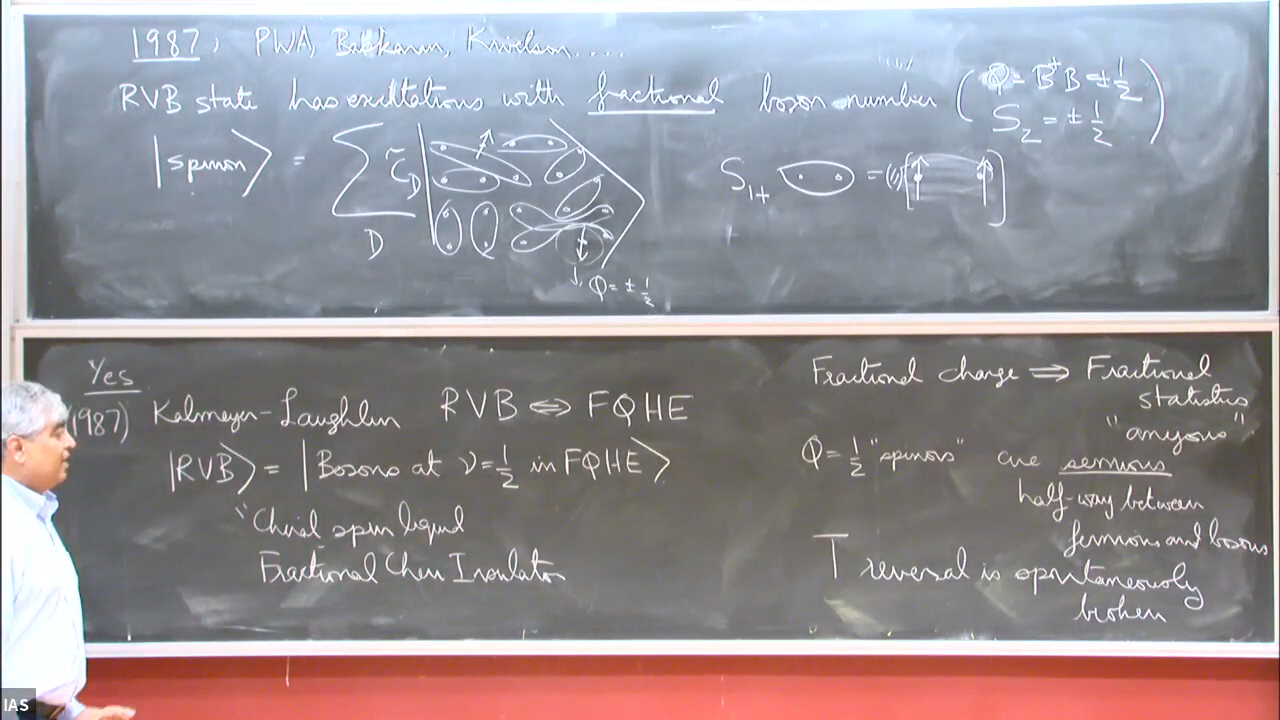 1987: PWA, Baskaran, Kivelson....
RVB state has excitations with fractional boson number (Q = B⁺B = ± 1/2
S_z = ± 1/2)
|spinon⟩ = Σ_D C̃_D
S_1+ =
Q = ± 1/2
Yes
(1987) Kalmeyer-Laughlin RVB ⇔ FQHE
|RVB⟩ = |Bosons at ν = 1/2 in FQHE⟩
"Chiral spin liquid
Fractional Chern Insulator
Fractional charge ⟹ Fractional
statistics
"anyons"
Q = 1/2 "spinons" are semions
half-way between
fermions and bosons
T reversal is spontaneously
broken
IAS